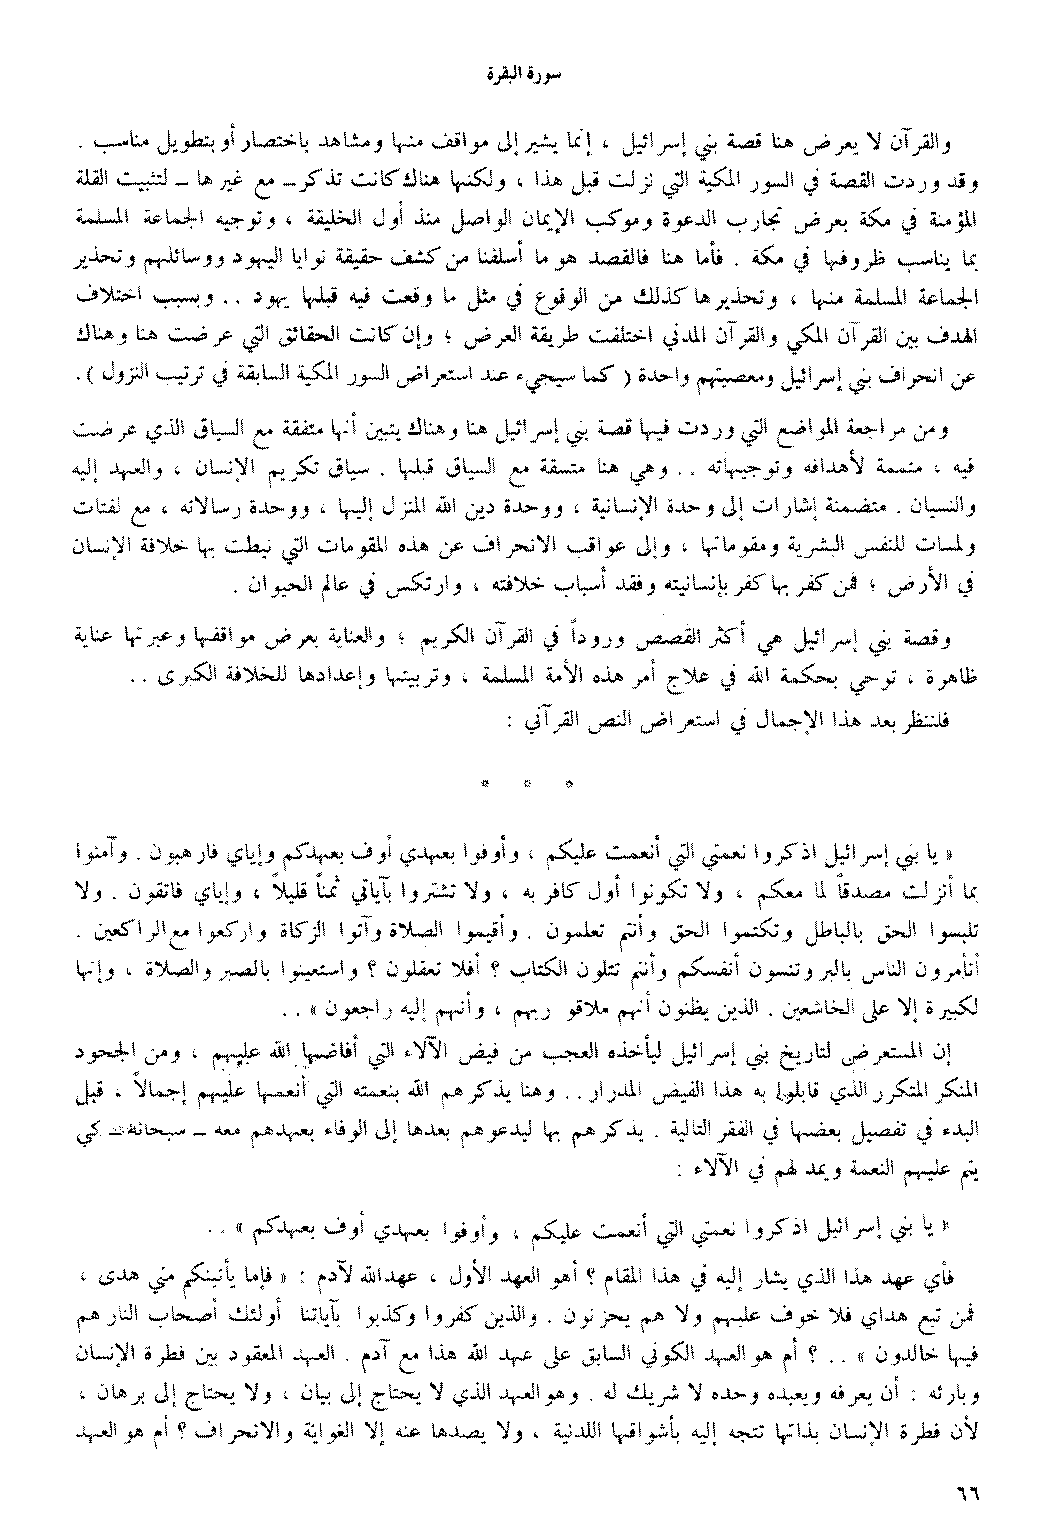 سورة البقرة
والقرآن لا يعرض هنا قصة بني إسرائيل ، إنما يشير إلى مواقف منها ومشاهد باختصار أو بتطويل مناسب .
وقد وردت القصة في السور المكية التي نزلت قبل هذا ، ولكنها هناك كانت تذكر – مع غيرها – لتثبيت القلة
المؤمنة في مكة بعرض تجارب الدعوة وموكب الإيمان الواصل منذ أول الخليقة ، وتوجيه الجماعة المسلمة
بما يناسب ظروفها في مكة . فأما هنا فالقصد هو ما أسلفنا من كشف حقيقة نوايا اليهود ووسائلهم وتحذير
الجماعة المسلمة منها ، وتحذيرها كذلك من الوقوع في مثل ما وقعت فيه قبلها يهود .. وبسبب اختلاف
الهدف بين القرآن المكي والقرآن المدني اختلفت طريقة العرض ؛ وإن كانت الحقائق التي عرضت هنا وهناك
عن انحراف بني إسرائيل ومعصيتهم واحدة ( كما سيجيء عند استعراض السور المكية السابقة في ترتيب النزول ) .
ومن مراجعة المواضع التي وردت فيها قصة بني إسرائيل هنا وهناك يتبين أنها متفقة مع السياق الذي عرضت
فيه ، متممة لأهدافه وتوجيهاته .. وهي هنا متسقة مع السياق قبلها . سياق تكريم الإنسان ، والعهد إليه
والنسيان . متضمنة إشارات إلى وحدة الإنسانية ، ووحدة دين الله المنزل إليها ، ووحدة رسالاته ، مع لفتات
ولمسات للنفس البشرية ومقوماتها ، وإلى عواقب الانحراف عن هذه المقومات التي نيطت بها خلافة الإنسان
في الأرض ؛ فمن كفر بها كفر بإنسانيته وفقد أسباب خلافته ، وارتكس في عالم الحيوان .
وقصة بني إسرائيل هي أكثر القصص وروداً في القرآن الكريم ؛ والعناية بعرض مواقفها وعبرتها عناية
ظاهرة ، توحي بحكمة الله في علاج أمر هذه الأمة المسلمة ، وتربيتها وإعدادها للخلافة الكبرى ..
فلننظر بعد هذا الإجمال في استعراض النص القرآني :
* * *
« يا بني إسرائيل اذكروا نعمتي التي أنعمت عليكم ، وأوفوا بعهدي أوف بعهدكم وإياي فارهبون . وآمنوا
بما أنزلت مصدقاً لما معكم ، ولا تكونوا أول كافر به ، ولا تشتروا بآياتي ثمناً قليلاً ، وإياي فاتقون . ولا
تلبسوا الحق بالباطل وتكتموا الحق وأنتم تعلمون . وأقيموا الصلاة وآتوا الزكاة واركعوا مع الراكعين .
أتأمرون الناس بالبر وتنسون أنفسكم وأنتم تتلون الكتاب ؟ أفلا تعقلون ؟ واستعينوا بالصبر والصلاة ، وإنها
لكبيرة إلا على الخاشعين . الذين يظنون أنهم ملاقو ربهم ، وأنهم إليه راجعون » ..
إن المستعرض لتاريخ بني إسرائيل ليأخذه العجب من فيض الآلاء التي أفاضها الله عليهم ، ومن الجحود
المنكر المتكرر الذي قابلوا به هذا الفيض المدرار .. وهنا يذكرهم الله بنعمته التي أنعمها عليهم إجمالاً ، قبل
البدء في تفصيل بعضها في الفقر التالية . يذكرهم بها ليدعوهم بعدها إلى الوفاء بعهدهم معه – سبحانه – كي
يتم عليهم النعمة ويمد لهم في الآلاء :
« يا بني إسرائيل اذكروا نعمتي التي أنعمت عليكم ، وأوفوا بعهدي أوف بعهدكم » ..
فأي عهد هذا الذي يشار إليه في هذا المقام ؟ أهو العهد الأول ، عهد الله لآدم : « فإما يأتينكم مني هدى ،
فمن تبع هداي فلا خوف عليهم ولا هم يحزنون . والذين كفروا وكذبوا بآياتنا أولئك أصحاب النار هم
فيها خالدون » .. ؟ أم هو العهد الكوني السابق على عهد الله هذا مع آدم . العهد المعقود بين فطرة الإنسان
وبارئه : أن يعرفه ويعبده وحده لا شريك له . وهو العهد الذي لا يحتاج إلى بيان ، ولا يحتاج إلى برهان ،
لأن فطرة الإنسان بذاتها تتجه إليه بأشواقها اللدنية ، ولا يصدها عنه إلا الغواية والانحراف ؟ أم هو العهد
٦٦